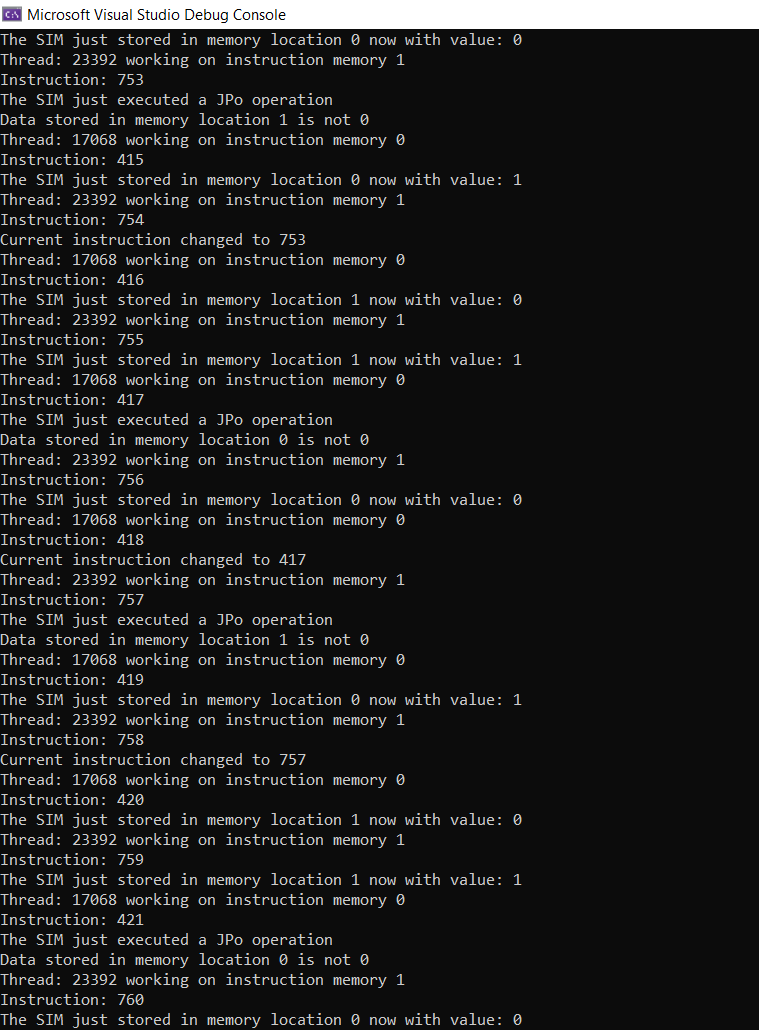 Microsoft Visual Studio Debug Console
The SIM just stored in memory location 0 now with value: 0
Thread: 23392 working on instruction memory 1
Instruction: 753
The SIM just executed a JPo operation
Data stored in memory location 1 is not 0
Thread: 17068 working on instruction memory 0
Instruction: 415
The SIM just stored in memory location 0 now with value: 1
Thread: 23392 working on instruction memory 1
Instruction: 754
Current instruction changed to 753
Thread: 17068 working on instruction memory 0
Instruction: 416
The SIM just stored in memory location 1 now with value: 0
Thread: 23392 working on instruction memory 1
Instruction: 755
The SIM just stored in memory location 1 now with value: 1
Thread: 17068 working on instruction memory 0
Instruction: 417
The SIM just executed a JPo operation
Data stored in memory location 0 is not 0
Thread: 23392 working on instruction memory 1
Instruction: 756
The SIM just stored in memory location 0 now with value: 0
Thread: 17068 working on instruction memory 0
Instruction: 418
Current instruction changed to 417
Thread: 23392 working on instruction memory 1
Instruction: 757
The SIM just executed a JPo operation
Data stored in memory location 1 is not 0
Thread: 17068 working on instruction memory 0
Instruction: 419
The SIM just stored in memory location 0 now with value: 1
Thread: 23392 working on instruction memory 1
Instruction: 758
Current instruction changed to 757
Thread: 17068 working on instruction memory 0
Instruction: 420
The SIM just stored in memory location 1 now with value: 0
Thread: 23392 working on instruction memory 1
Instruction: 759
The SIM just stored in memory location 1 now with value: 1
Thread: 17068 working on instruction memory 0
Instruction: 421
The SIM just executed a JPo operation
Data stored in memory location 0 is not 0
Thread: 23392 working on instruction memory 1
Instruction: 760
The SIM just stored in memory location 0 now with value: 0